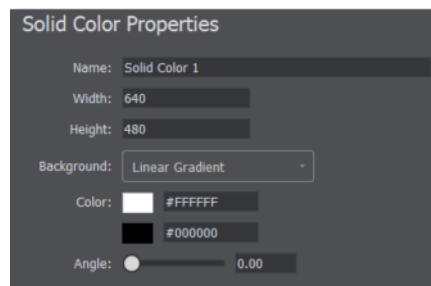 Solid Color Properties
Name: Solid Color 1
Width: 640
Height: 480
Background: Linear Gradient
Color: #FFFFFF
#000000
Angle: 0.00